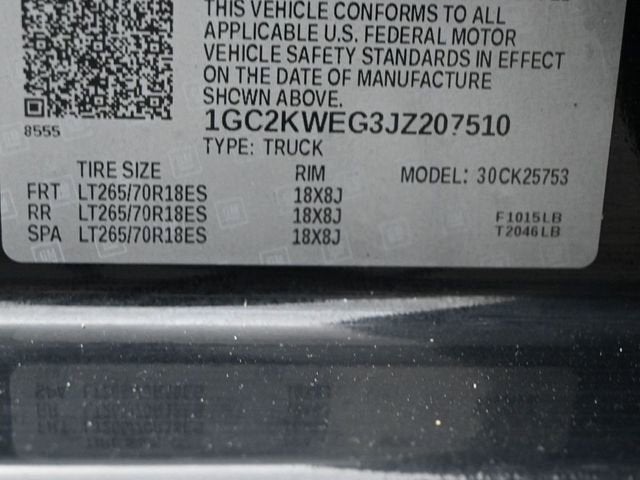 THIS VEHICLE CONFORMS TO ALL
APPLICABLE U.S. FEDERAL MOTOR
VEHICLE SAFETY STANDARDS IN EFFECT
ON THE DATE OF MANUFACTURE
SHOWN ABOVE.
8555
1GC2KWEG3JZ207510
TYPE: TRUCK
TIRE SIZE RIM MODEL: 30CK25753
FRT LT265/70R18ES 18X8J
RR LT265/70R18ES 18X8J F1015LB
SPA LT265/70R18ES 18X8J T2046LB